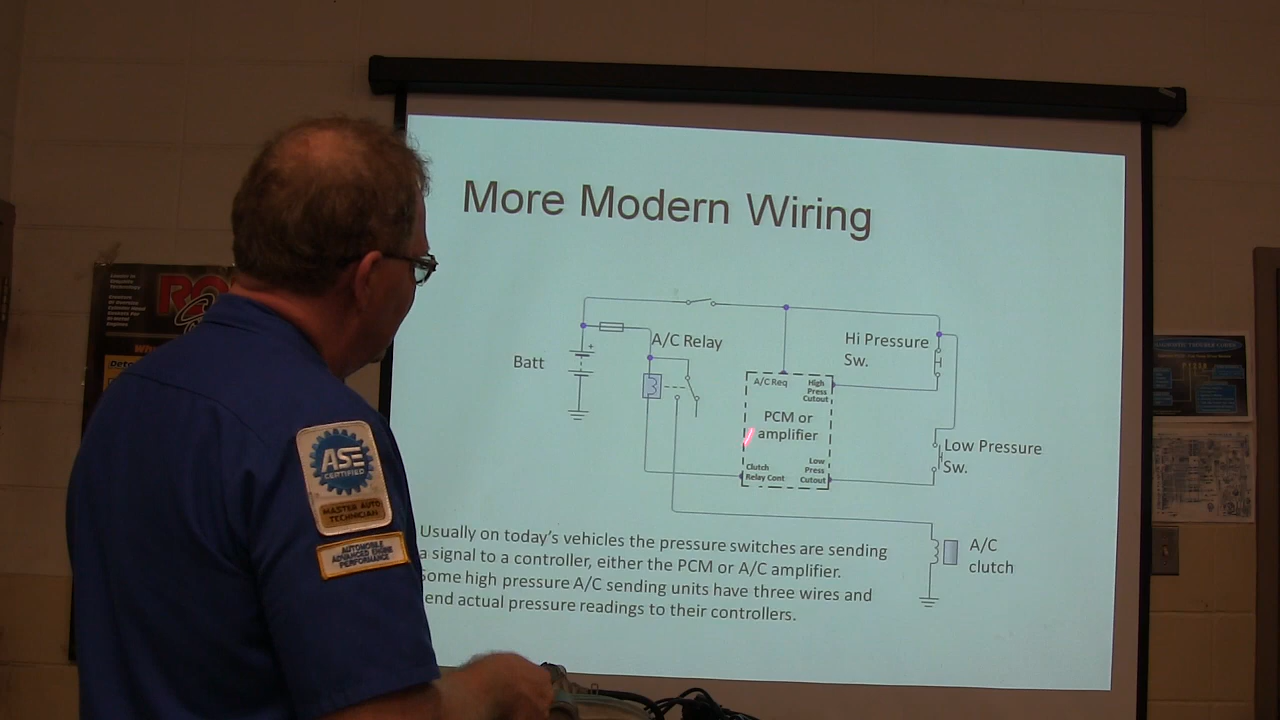 More Modern Wiring
A/C Relay
Hi Pressure
Sw.
Batt
+
A/C Req
High
Press
Cutout
PCM or
amplifier
Low Pressure
Sw.
Clutch
Relay Cont
Low
Press
Cutout
A/C
clutch
Usually on today's vehicles the pressure switches are sending
a signal to a controller, either the PCM or A/C amplifier.
ome high pressure A/C sending units have three wires and
end actual pressure readings to their controllers.
ASE
CERTIFIED
MASTER AUTO
TECHNICIAN
AUTOMOBILE
ADVANCED ENGINE
PERFORMANCE